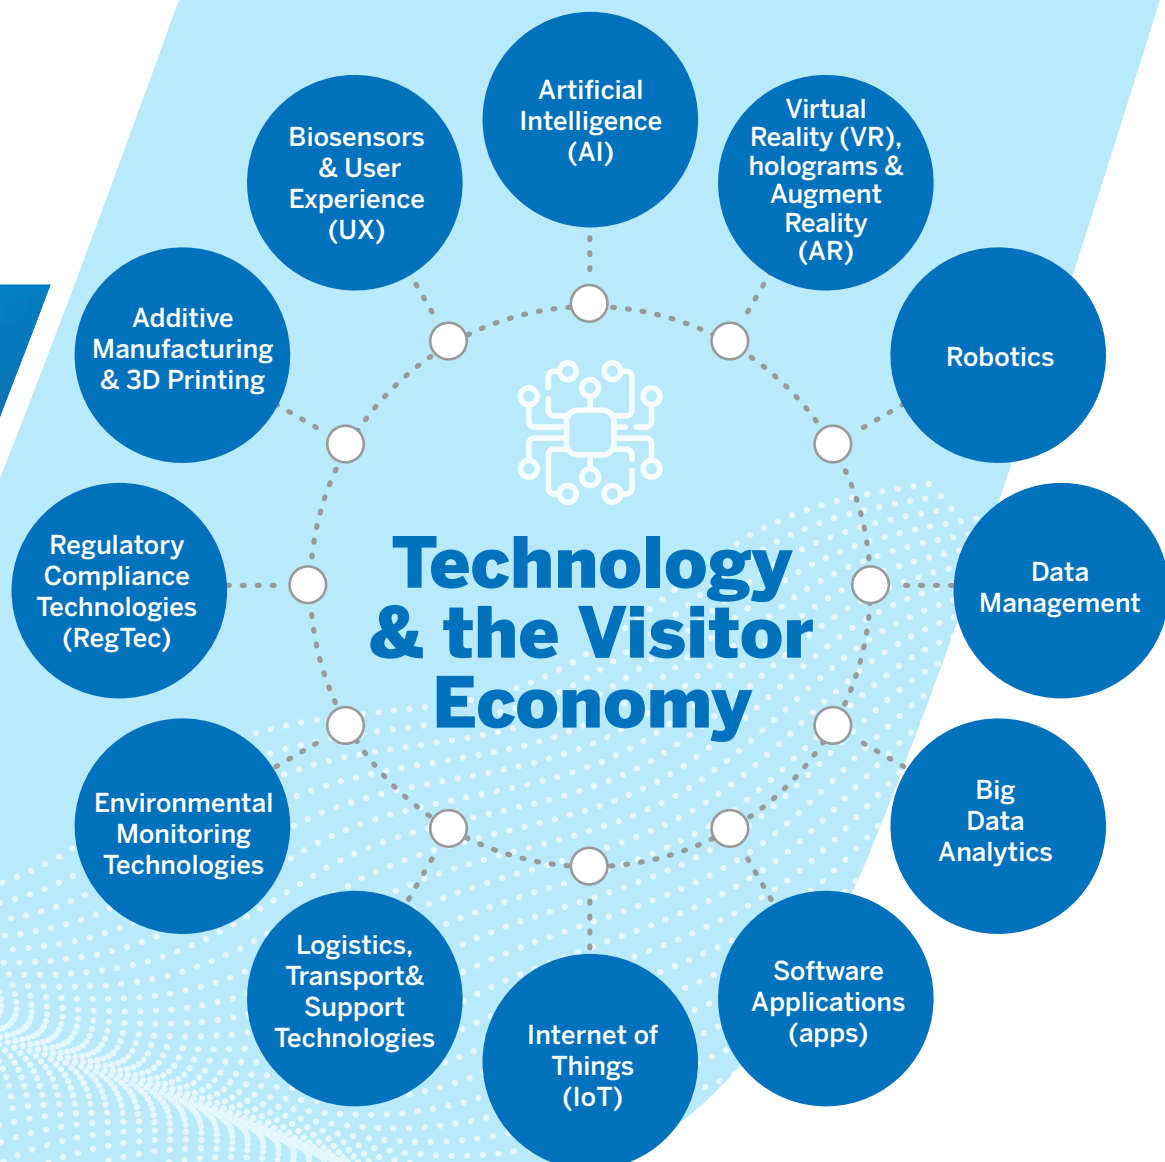 Artificial
Intelligence
(AI)
Virtual
Reality (VR),
holograms &
Augment
Reality
(AR)
Robotics
Data
Management
Big
Data
Analytics
Software
Applications
(apps)
Internet of
Things
(IoT)
Logistics,
Transport&
Support
Technologies
Environmental
Monitoring
Technologies
Regulatory
Compliance
Technologies
(RegTec)
Additive
Manufacturing
& 3D Printing
Biosensors
& User
Experience
(UX)
Technology
& the Visitor
Economy